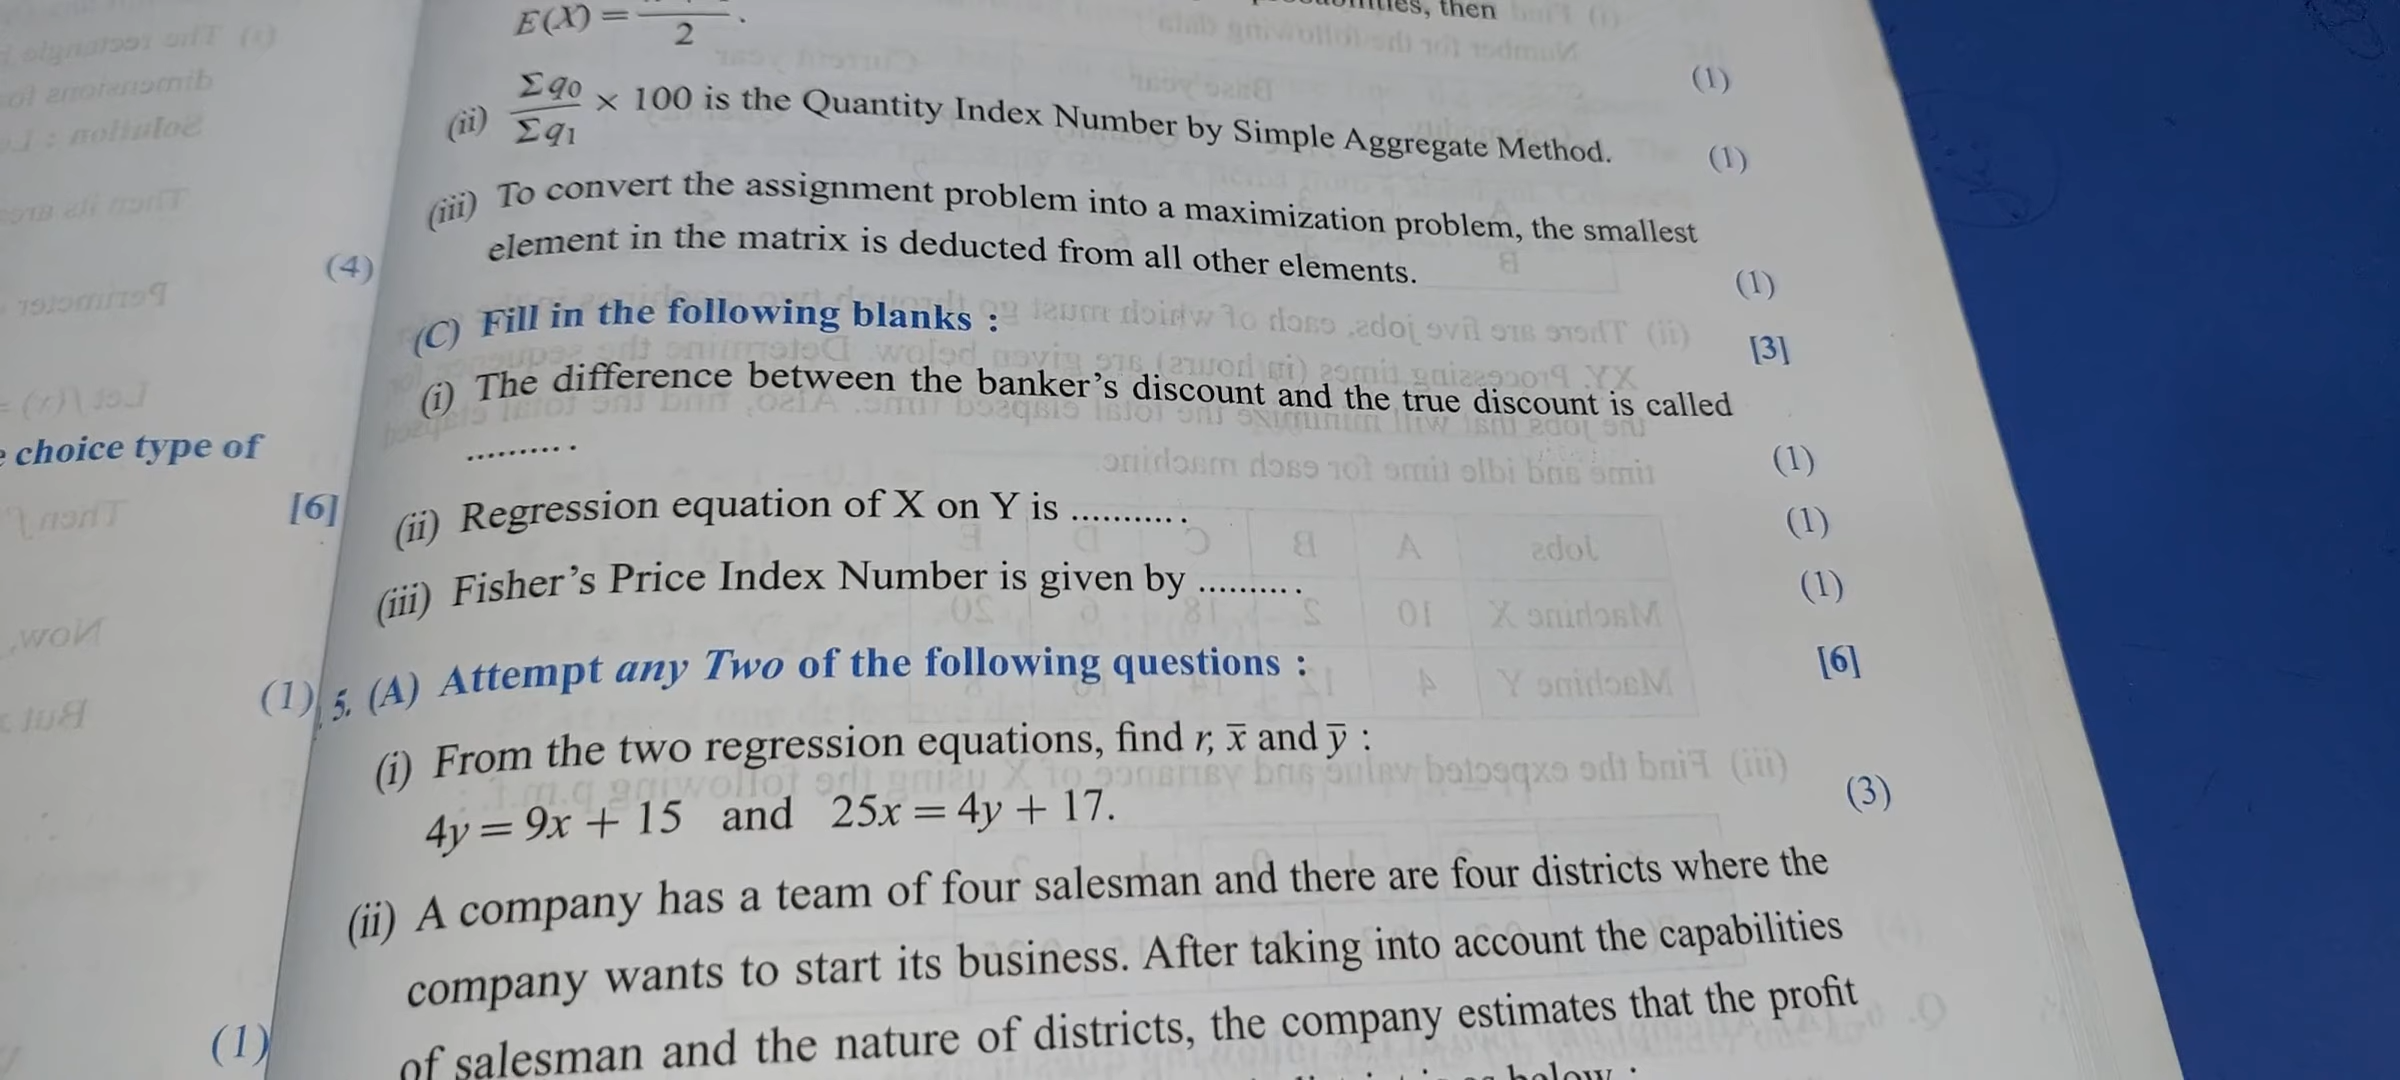 then
E(X) = 2 .
(1)
(ii) Σq0 / Σq1 × 100 is the Quantity Index Number by Simple Aggregate Method. (1)
(iii) To convert the assignment problem into a maximization problem, the smallest
element in the matrix is deducted from all other elements. (1)
(4)
(C) Fill in the following blanks : [3]
(i) The difference between the banker's discount and the true discount is called
.......... (1)
choice type of
[6]
(ii) Regression equation of X on Y is ........... (1)
(iii) Fisher's Price Index Number is given by .......... (1)
(1)
5. (A) Attempt any Two of the following questions : [6]
(i) From the two regression equations, find r, x̅ and y̅ :
4y = 9x + 15 and 25x = 4y + 17. (3)
(ii) A company has a team of four salesman and there are four districts where the
company wants to start its business. After taking into account the capabilities
(1)
of salesman and the nature of districts, the company estimates that the profit
below :